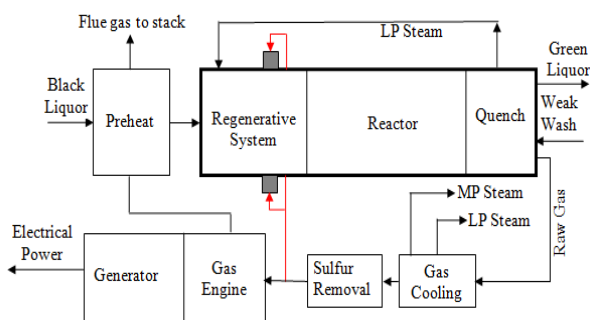 Flue gas to stack
LP Steam
Green
Liquor
Black
Liquor
Preheat
Regenerative
System
Reactor
Quench
Weak
Wash
MP Steam
LP Steam
Raw Gas
Electrical
Power
Generator
Gas
Engine
Sulfur
Removal
Gas
Cooling